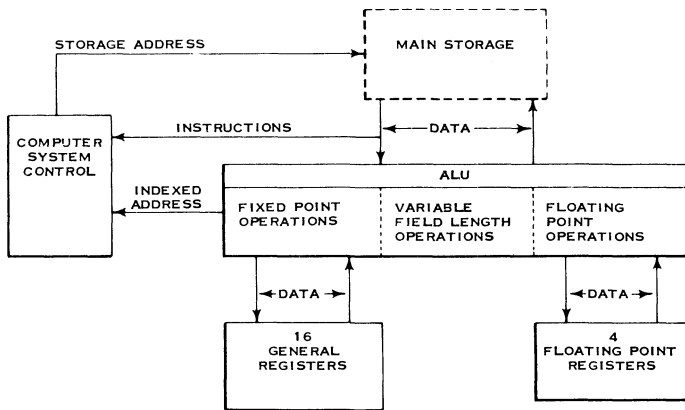 STORAGE ADDRESS
MAIN STORAGE
INSTRUCTIONS
DATA
COMPUTER
SYSTEM
CONTROL
ALU
INDEXED
ADDRESS
FIXED POINT
OPERATIONS
VARIABLE
FIELD LENGTH
OPERATIONS
FLOATING
POINT
OPERATIONS
DATA
DATA
16
GENERAL
REGISTERS
4
FLOATING POINT
REGISTERS